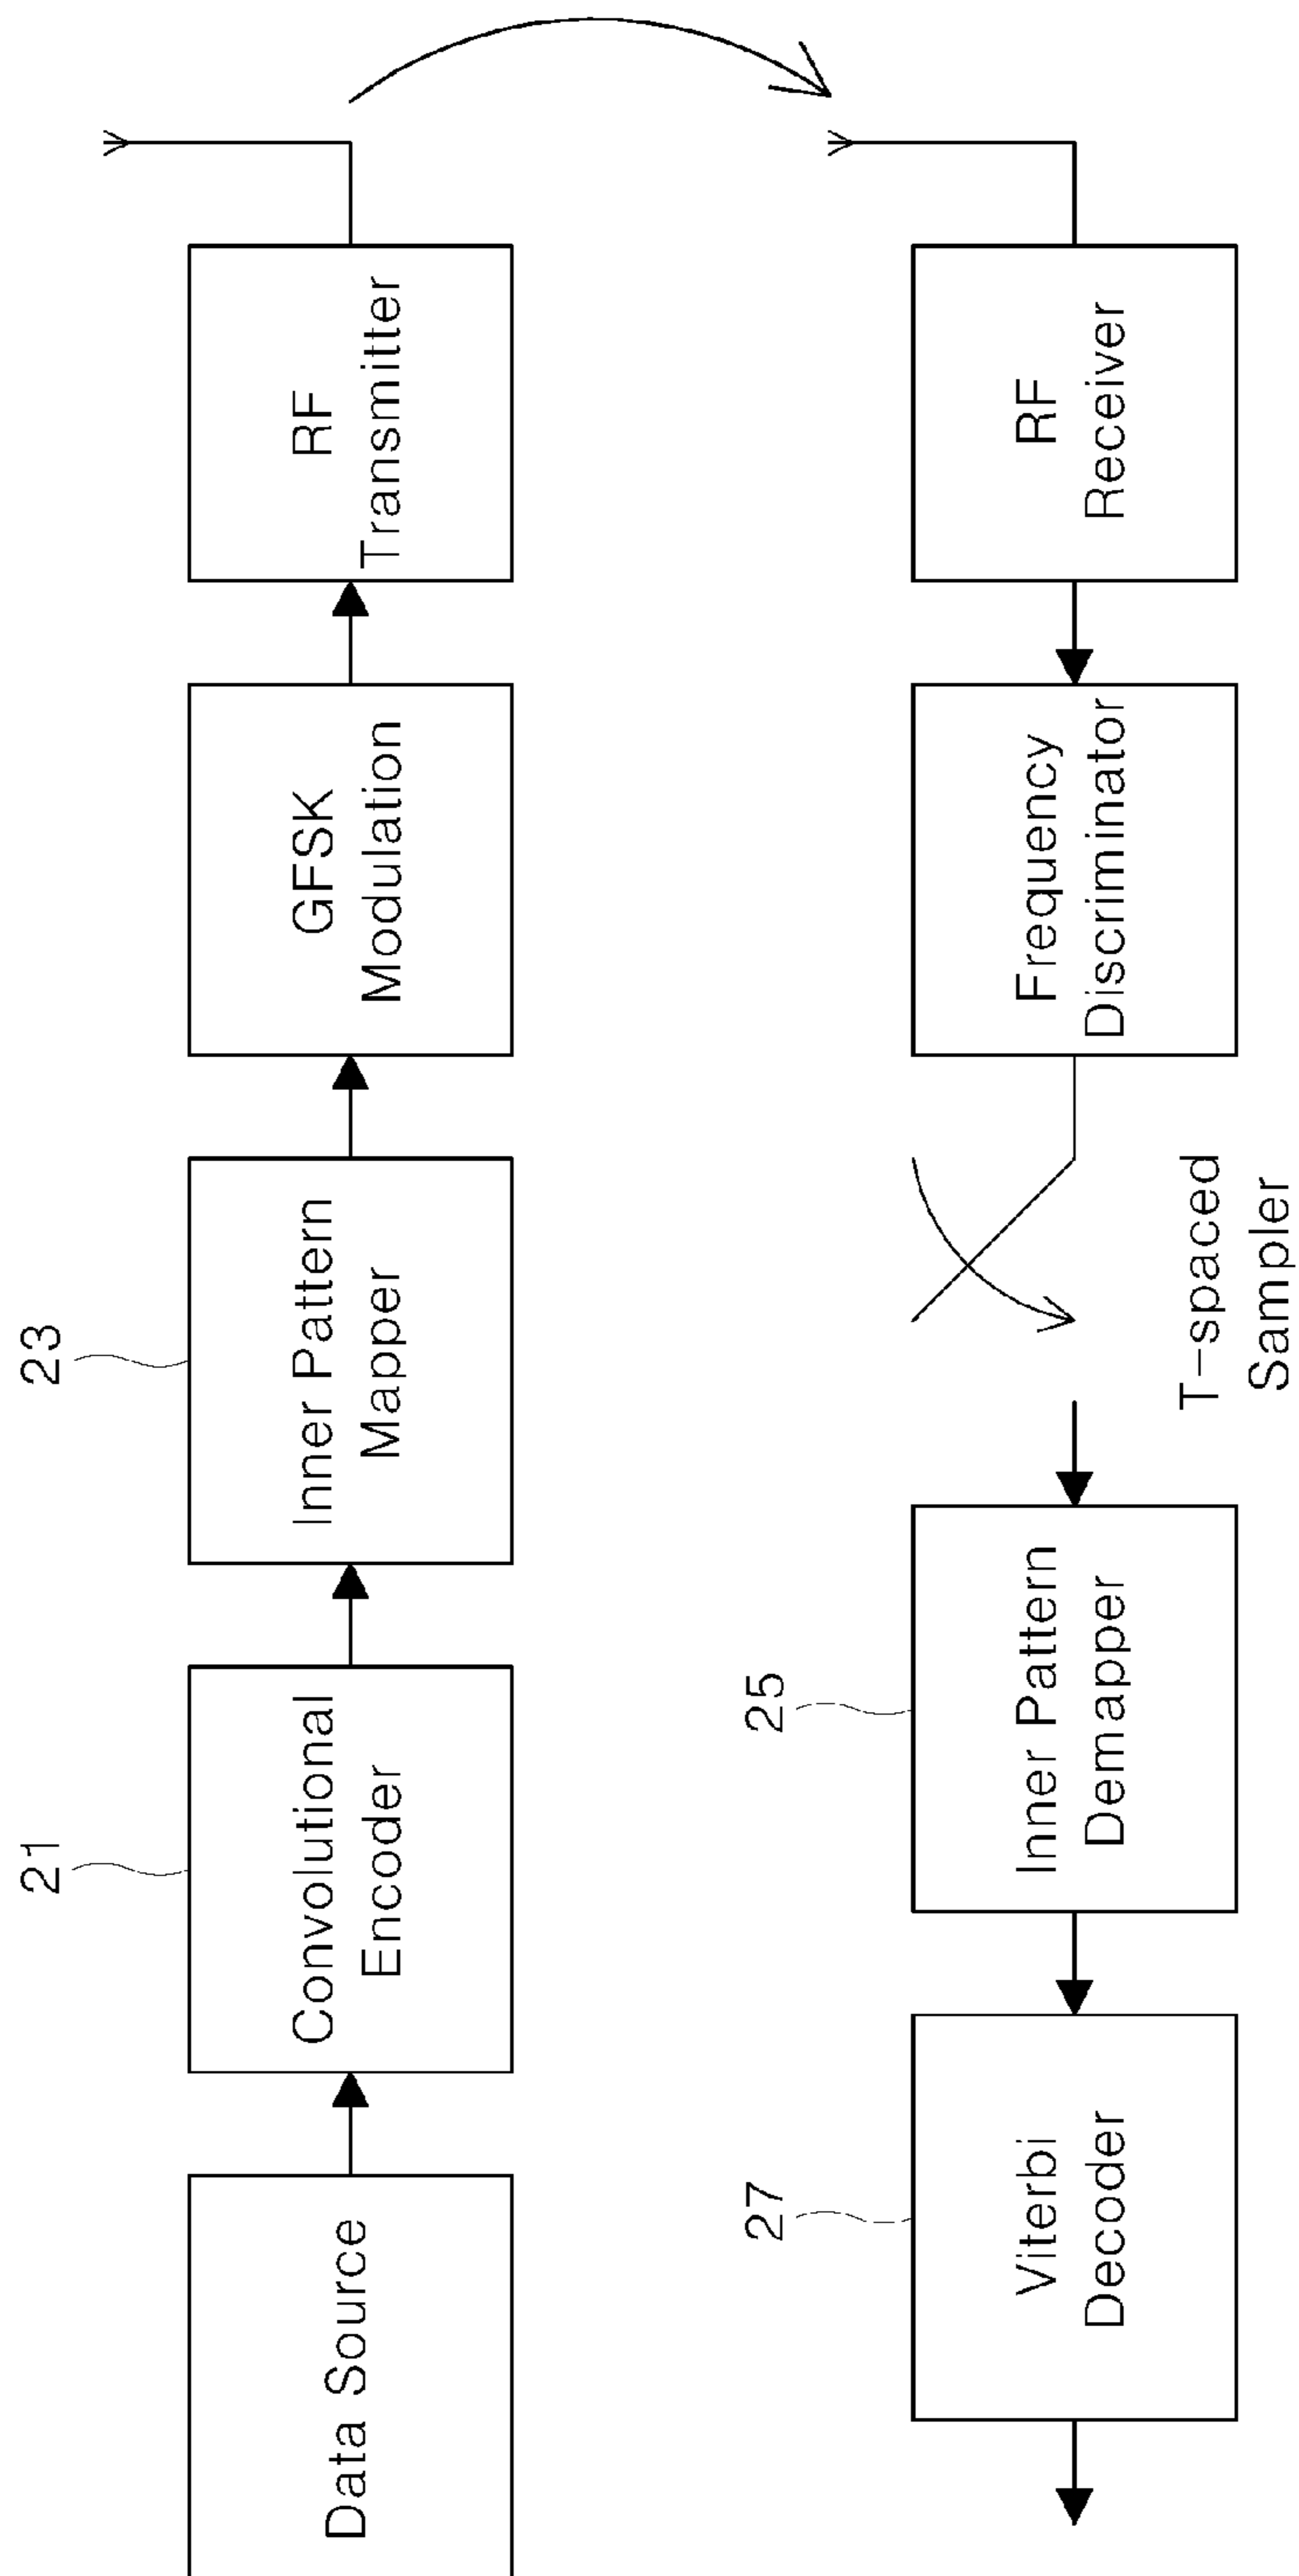 Data Source
21
Convolutional
Encoder
23
Inner Pattern
Mapper
GFSK
Modulation
RF
Transmitter
RF
Receiver
Frequency
Discriminator
T-spaced
Sampler
25
Inner Pattern
Demapper
27
Viterbi
Decoder